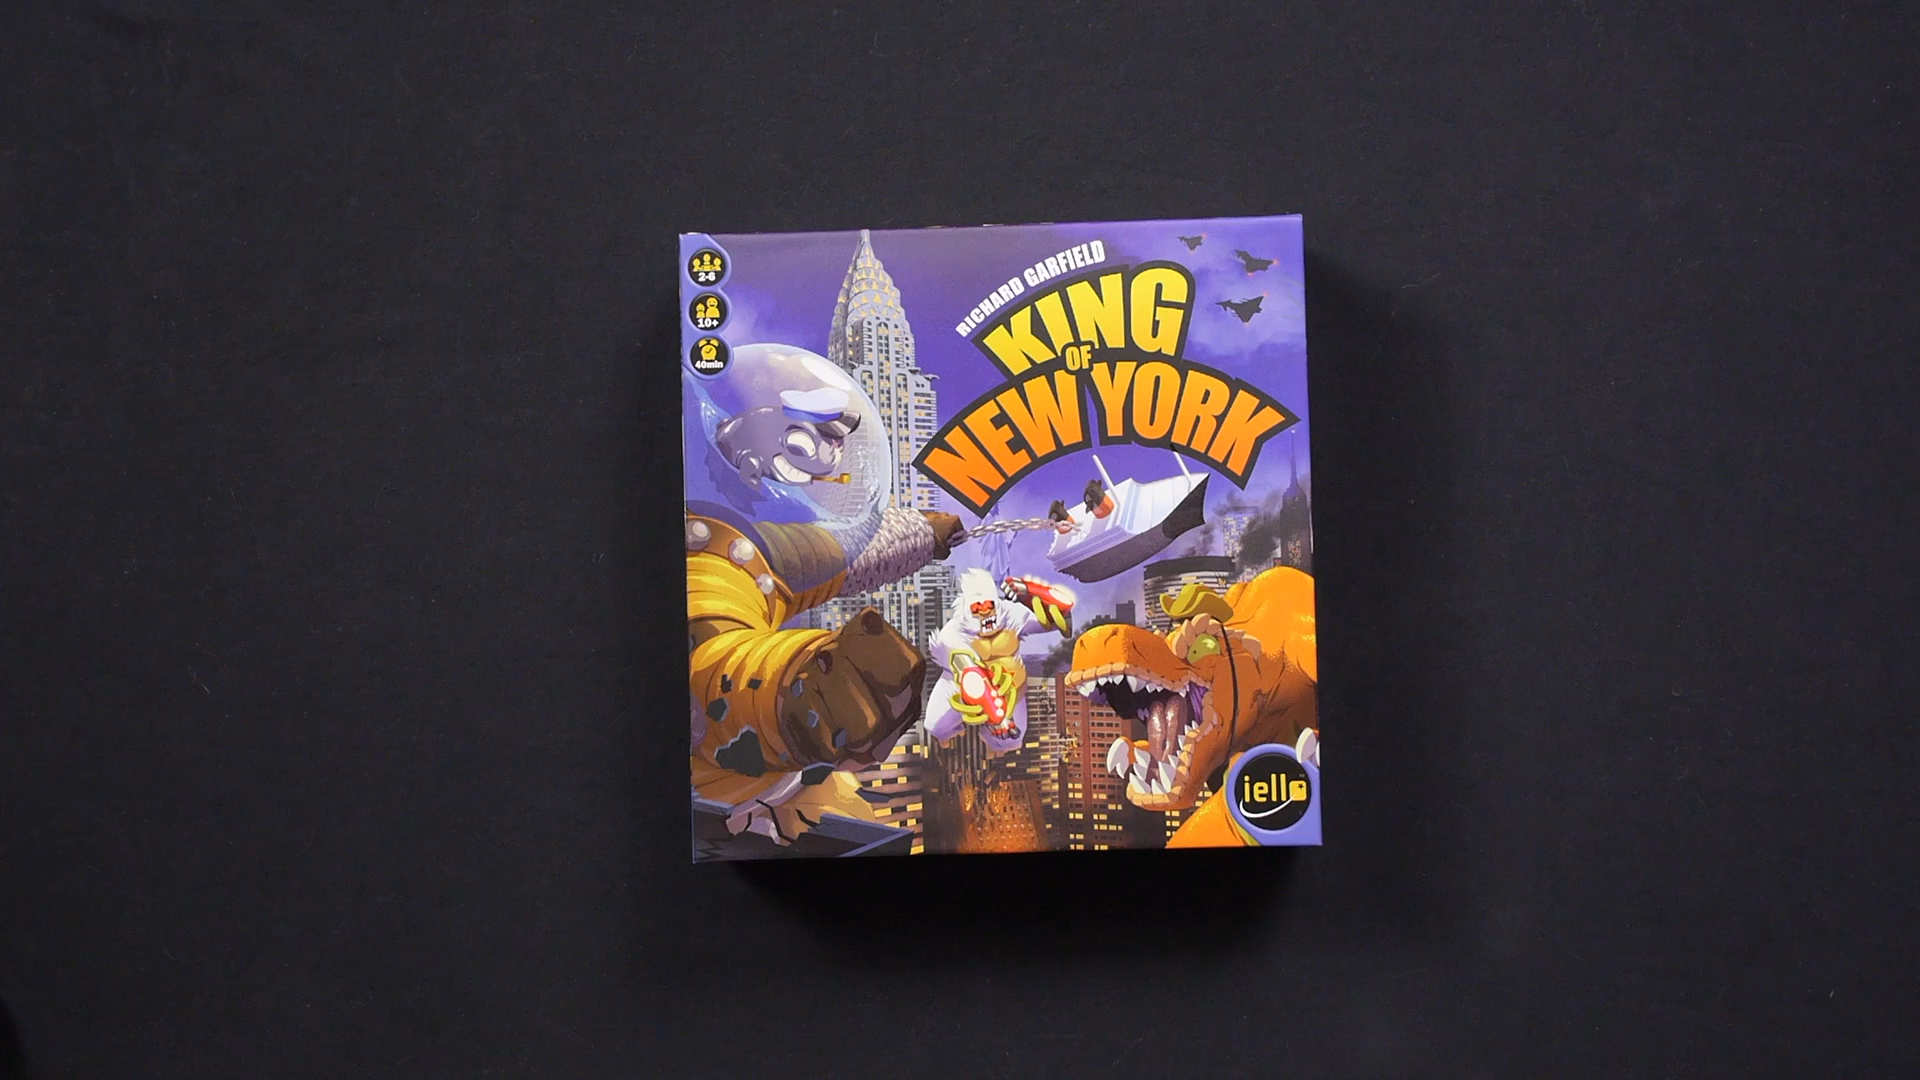 2-6
10+
40min
RICHARD GARFIELD
KING
OF
NEW YORK
iello